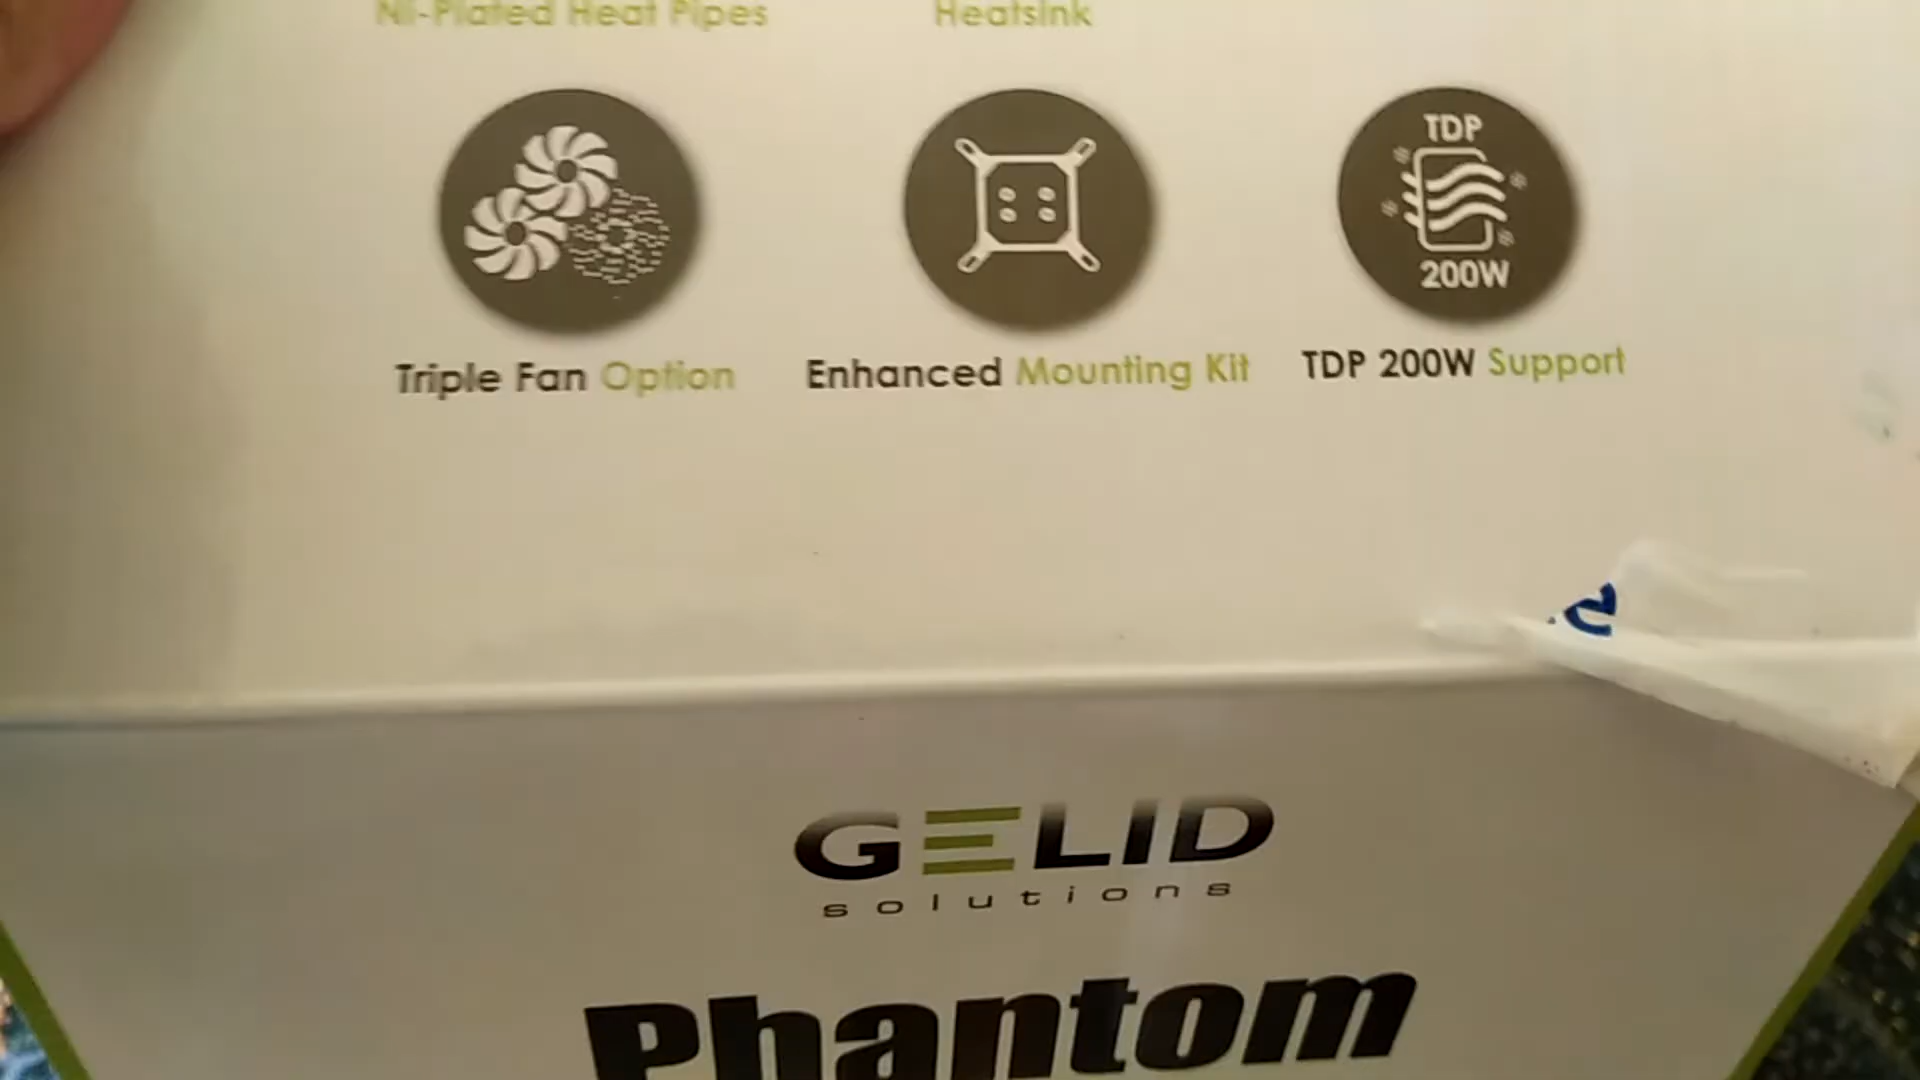 Ni-Plated Heat Pipes
Heatsink
TDP
200W
Triple Fan Option
Enhanced Mounting Kit
TDP 200W Support
GELID
solutions
Phantom